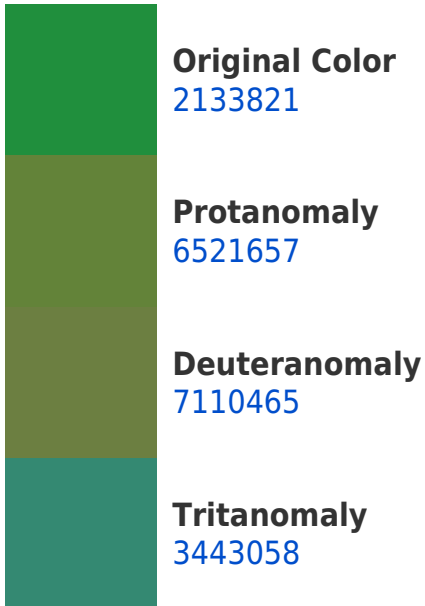 Original Color
2133821
Protanomaly
6521657
Deuteranomaly
7110465
Tritanomaly
3443058